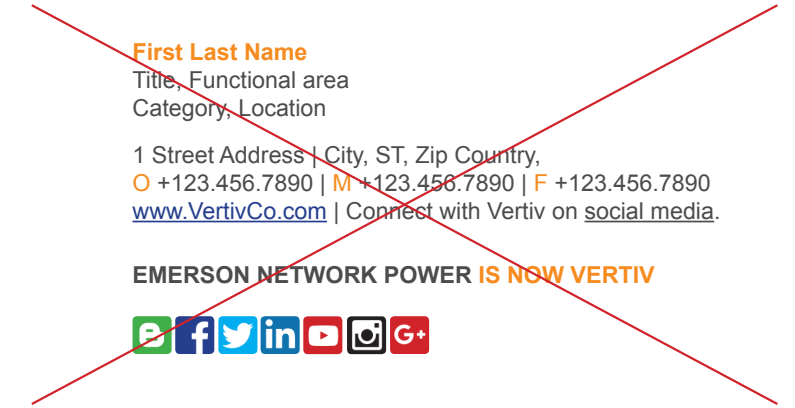 First Last Name
Title, Functional area
Category, Location
1 Street Address | City, ST, Zip Country,
O +123.456.7890 | M +123.456.7890 | F +123.456.7890
www.VertivCo.com | Connect with Vertiv on social media.
EMERSON NETWORK POWER IS NOW VERTIV
f in G+